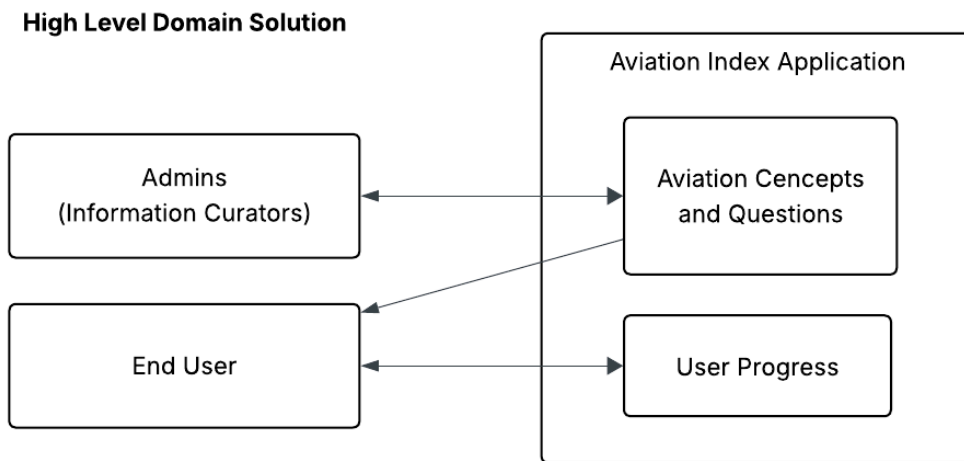 High Level Domain Solution
Aviation Index Application
Admins
(Information Curators)
Aviation Cencepts
and Questions
End User
User Progress